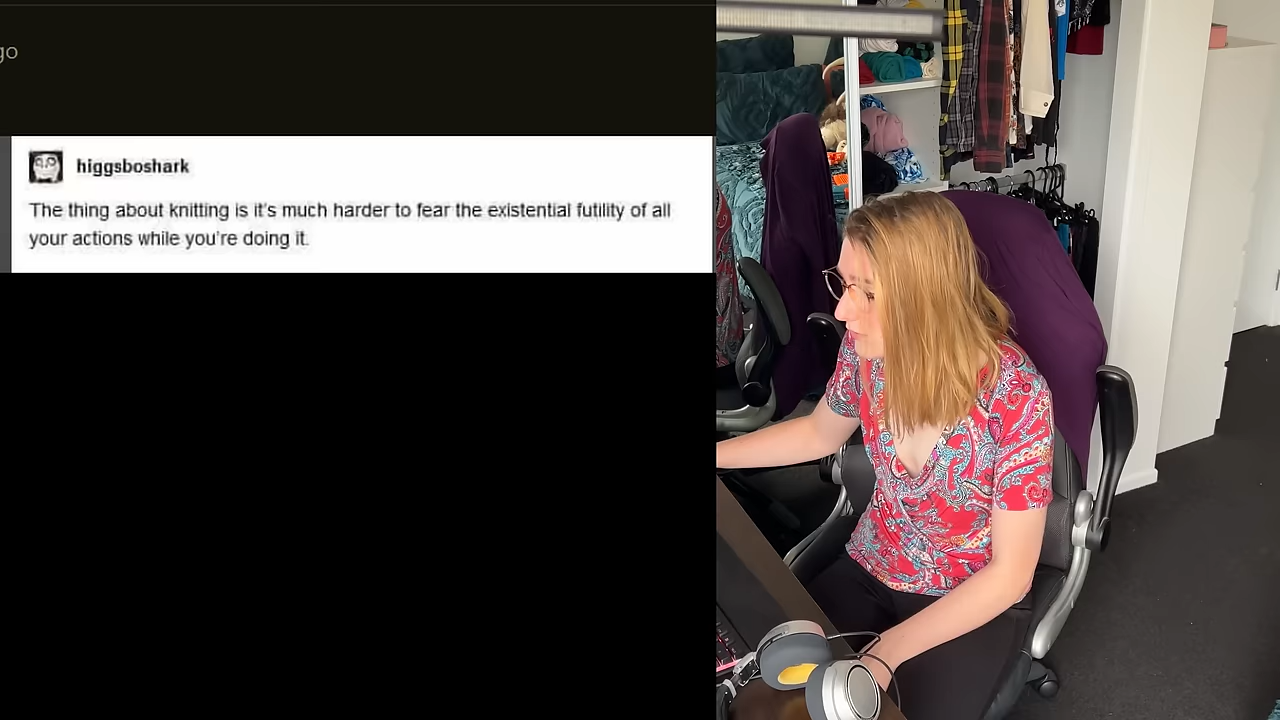 go
higgsboshark
The thing about knitting is it's much harder to fear the existential futility of all
your actions while you're doing it.